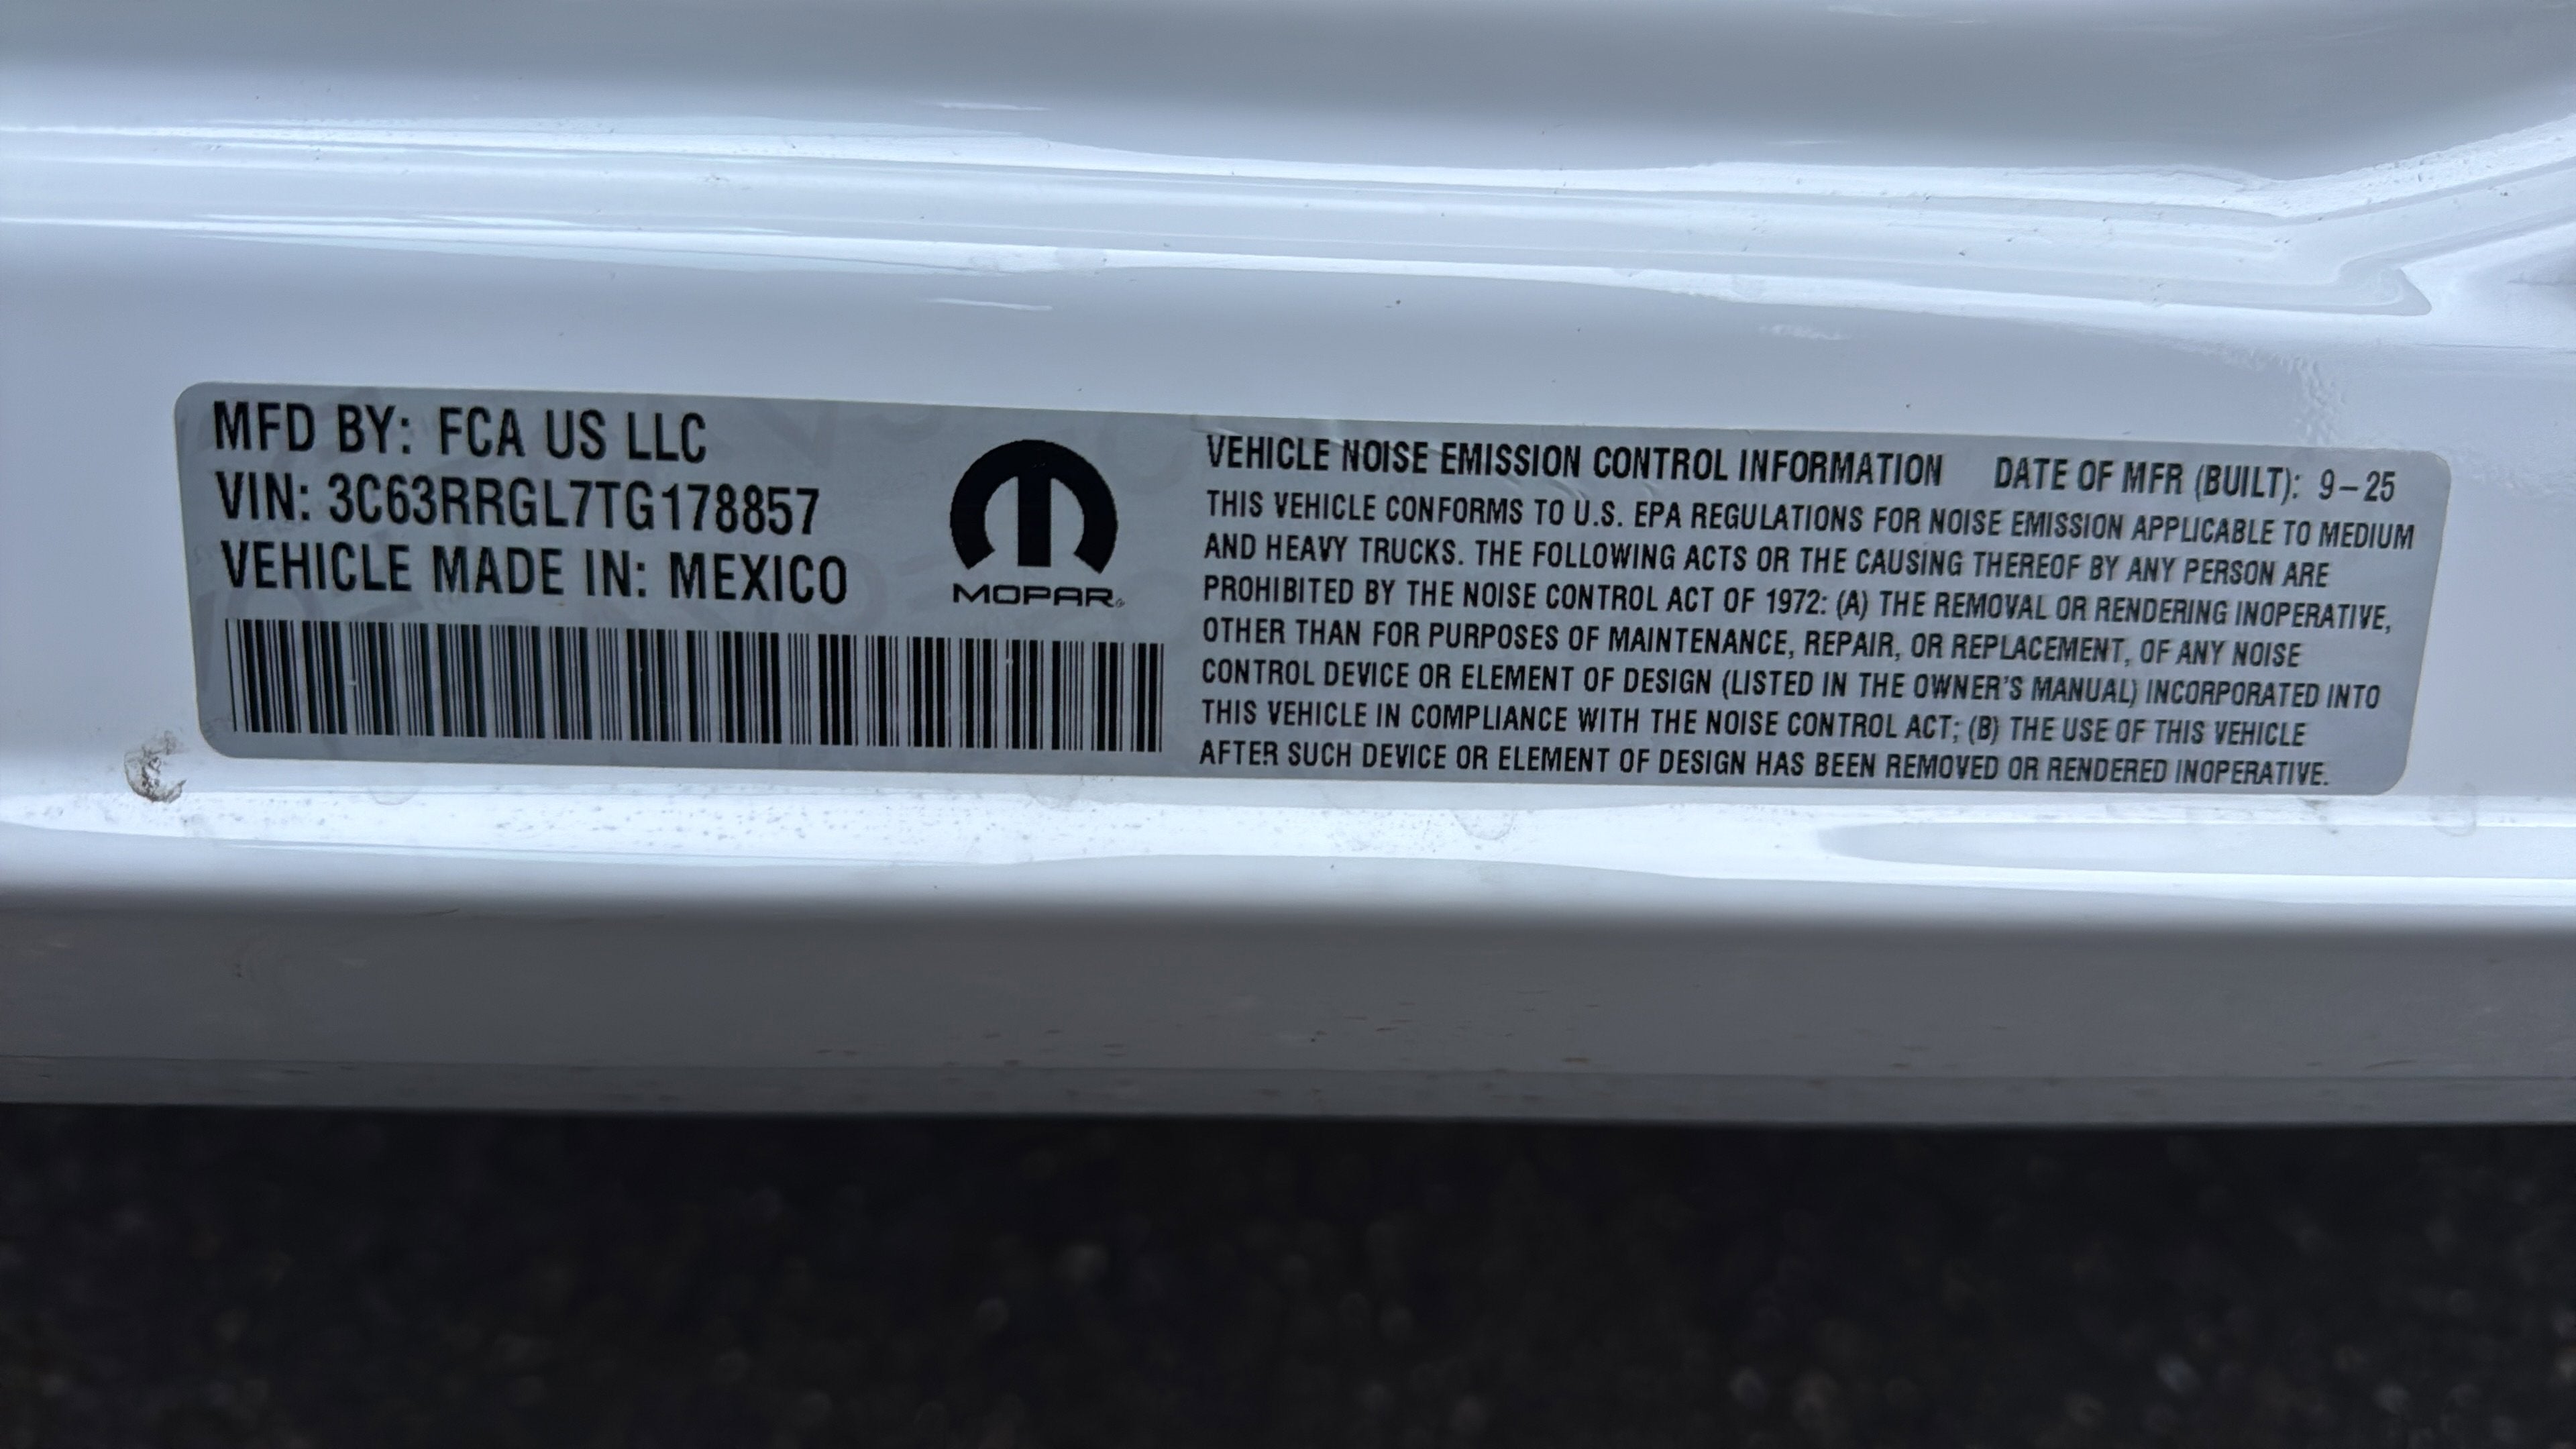 MFD BY: FCA US LLC
VIN: 3C63RRGL7TG178857
VEHICLE MADE IN: MEXICO
MOPAR®
VEHICLE NOISE EMISSION CONTROL INFORMATION DATE OF MFR (BUILT): 9-25
THIS VEHICLE CONFORMS TO U.S. EPA REGULATIONS FOR NOISE EMISSION APPLICABLE TO MEDIUM
AND HEAVY TRUCKS. THE FOLLOWING ACTS OR THE CAUSING THEREOF BY ANY PERSON ARE
PROHIBITED BY THE NOISE CONTROL ACT OF 1972: (A) THE REMOVAL OR RENDERING INOPERATIVE,
OTHER THAN FOR PURPOSES OF MAINTENANCE, REPAIR, OR REPLACEMENT, OF ANY NOISE
CONTROL DEVICE OR ELEMENT OF DESIGN (LISTED IN THE OWNER'S MANUAL) INCORPORATED INTO
THIS VEHICLE IN COMPLIANCE WITH THE NOISE CONTROL ACT; (B) THE USE OF THIS VEHICLE
AFTER SUCH DEVICE OR ELEMENT OF DESIGN HAS BEEN REMOVED OR RENDERED INOPERATIVE.